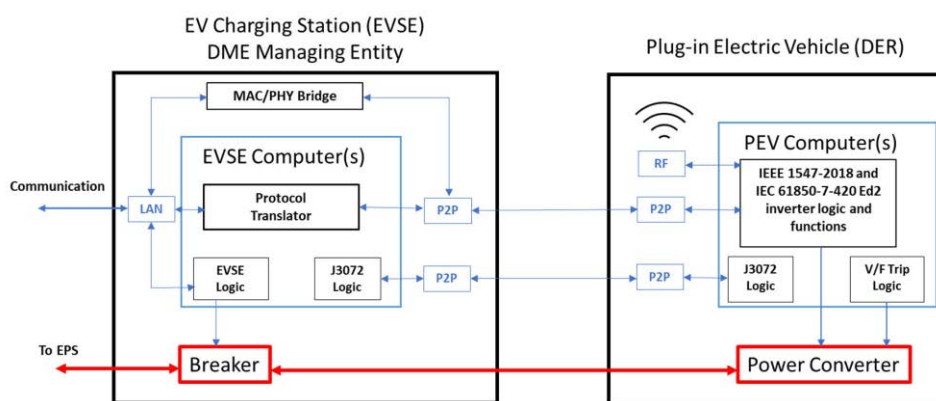 EV Charging Station (EVSE)
DME Managing Entity
Plug-in Electric Vehicle (DER)
MAC/PHY Bridge
EVSE Computer(s)
PEV Computer(s)
RF
IEEE 1547-2018 and
IEC 61850-7-420 Ed2
inverter logic and
functions
Communication
LAN
Protocol
Translator
P2P
P2P
EVSE
Logic
J3072
Logic
P2P
P2P
J3072
Logic
V/F Trip
Logic
To EPS
Breaker
Power Converter